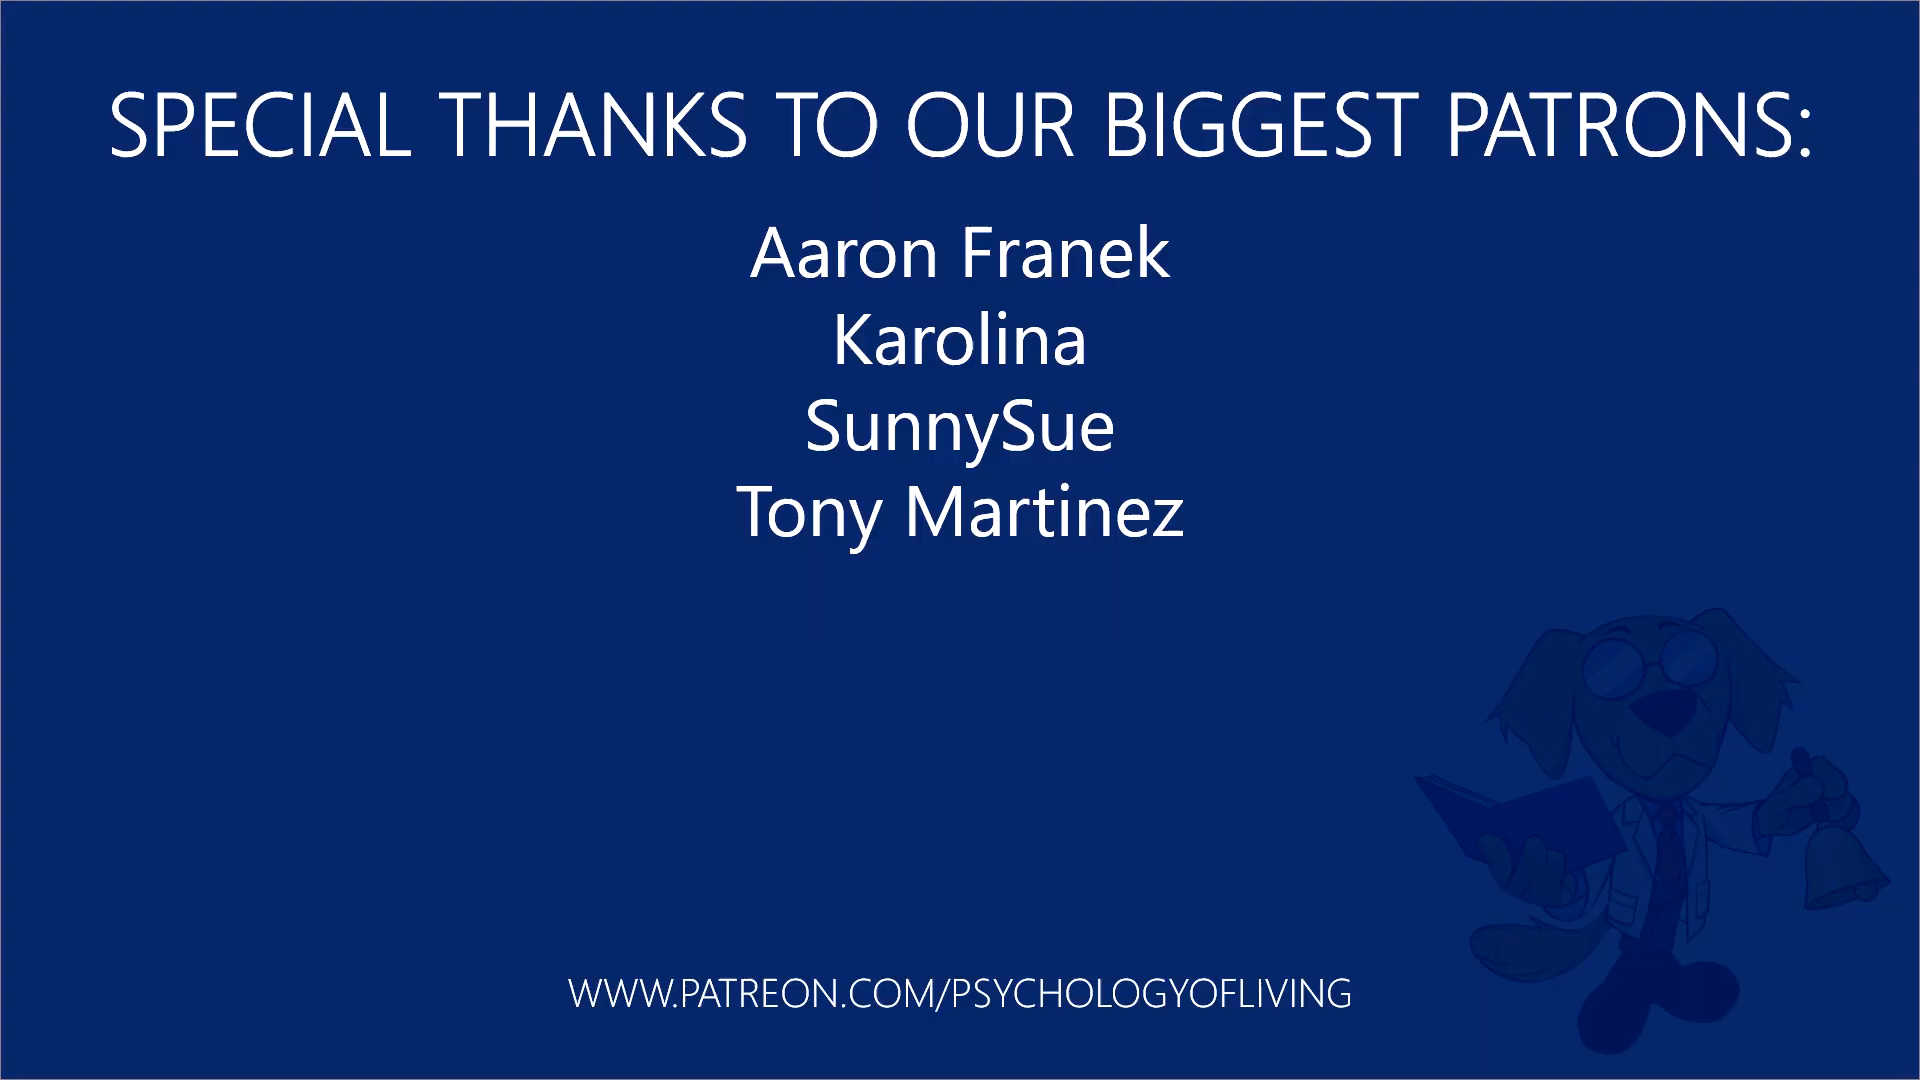 SPECIAL THANKS TO OUR BIGGEST PATRONS:
Aaron Franek
Karolina
SunnySue
Tony Martinez
WWW.PATREON.COM/PSYCHOLOGYOFLIVING